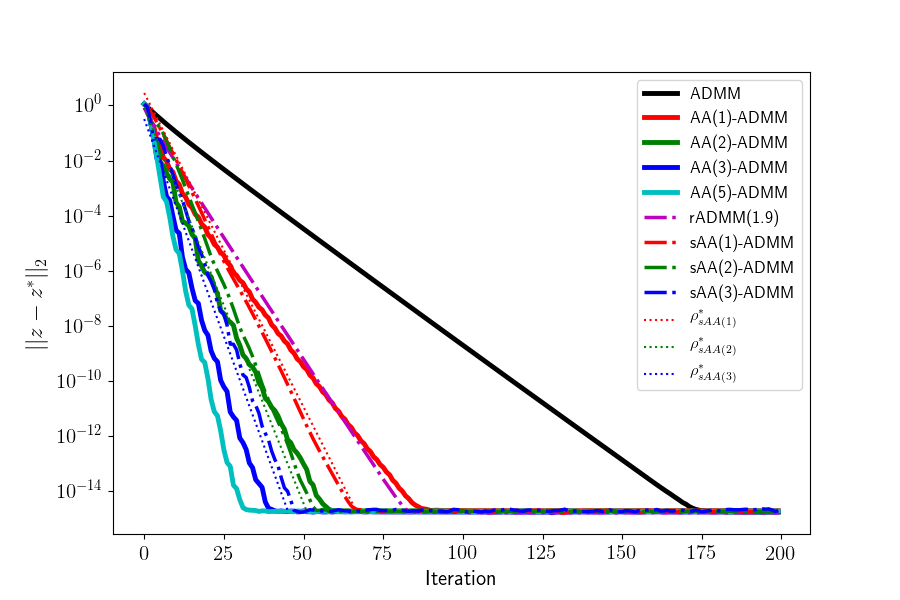 10^0
10^{-2}
10^{-4}
10^{-6}
10^{-8}
10^{-10}
10^{-12}
10^{-14}
||z − z*||_2
0 25 50 75 100 125 150 175 200
Iteration
ADMM
AA(1)-ADMM
AA(2)-ADMM
AA(3)-ADMM
AA(5)-ADMM
rADMM(1.9)
sAA(1)-ADMM
sAA(2)-ADMM
sAA(3)-ADMM
ρ*_{sAA(1)}
ρ*_{sAA(2)}
ρ*_{sAA(3)}